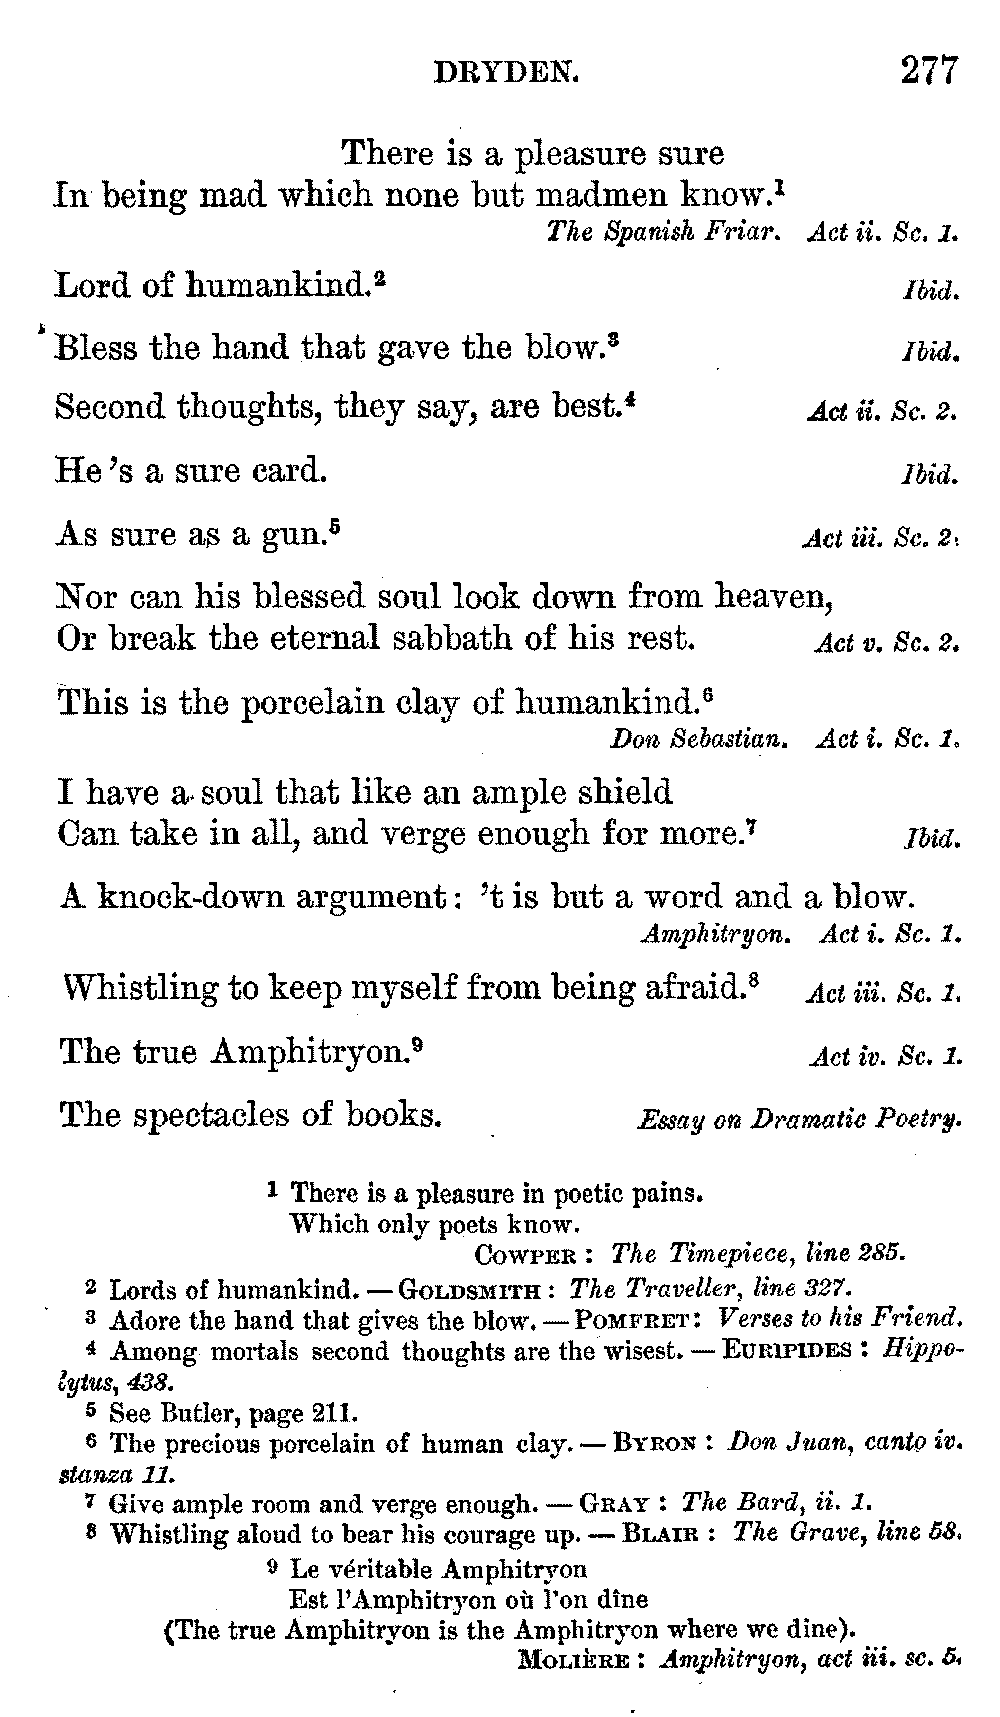 DRYDEN. 277
There is a pleasure sure
In being mad which none but madmen know.¹
The Spanish Friar. Act ii. Sc. 1.
Lord of humankind.² Ibid.
Bless the hand that gave the blow.³ Ibid.
Second thoughts, they say, are best.⁴ Act ii. Sc. 2.
He 's a sure card. Ibid.
As sure as a gun.⁵ Act iii. Sc. 2.
Nor can his blessed soul look down from heaven,
Or break the eternal sabbath of his rest. Act v. Sc. 2.
This is the porcelain clay of humankind.⁶
Don Sebastian. Act i. Sc. 1.
I have a soul that like an ample shield
Can take in all, and verge enough for more.⁷ Ibid.
A knock-down argument: 't is but a word and a blow.
Amphitryon. Act i. Sc. 1.
Whistling to keep myself from being afraid.⁸ Act iii. Sc. 1.
The true Amphitryon.⁹ Act iv. Sc. 1.
The spectacles of books. Essay on Dramatic Poetry.
¹ There is a pleasure in poetic pains.
Which only poets know.
COWPER: The Timepiece, line 285.
² Lords of humankind. — GOLDSMITH: The Traveller, line 327.
³ Adore the hand that gives the blow. — POMFRET: Verses to his Friend.
⁴ Among mortals second thoughts are the wisest. — EURIPIDES: Hippo-
lytus, 438.
⁵ See Butler, page 211.
⁶ The precious porcelain of human clay. — BYRON: Don Juan, canto iv.
stanza 11.
⁷ Give ample room and verge enough. — GRAY: The Bard, ii. 1.
⁸ Whistling aloud to bear his courage up. — BLAIR: The Grave, line 58.
⁹ Le véritable Amphitryon
Est l'Amphitryon où l'on dîne
(The true Amphitryon is the Amphitryon where we dine).
MOLIÈRE: Amphitryon, act iii. sc. 5.